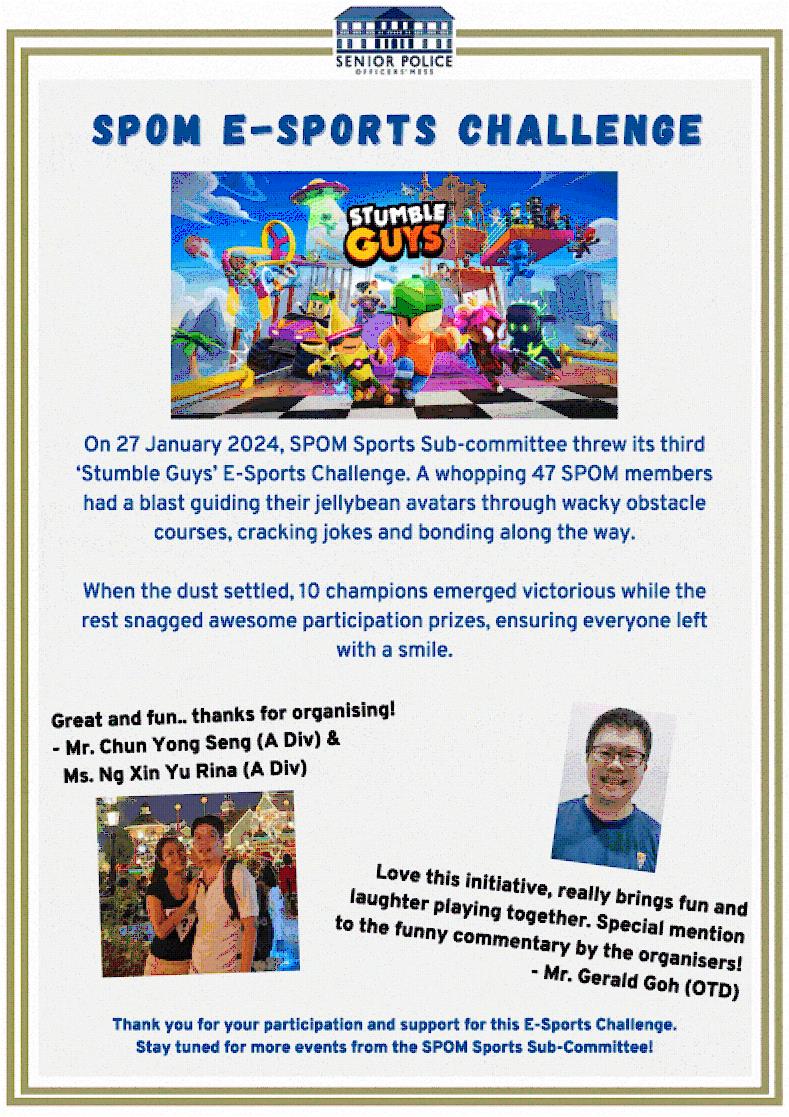 SENIOR POLICE
OFFICERS' MESS
SPOM E-SPORTS CHALLENGE
STUMBLE
GUYS
On 27 January 2024, SPOM Sports Sub-committee threw its third
‘Stumble Guys’ E-Sports Challenge. A whopping 47 SPOM members
had a blast guiding their jellybean avatars through wacky obstacle
courses, cracking jokes and bonding along the way.
When the dust settled, 10 champions emerged victorious while the
rest snagged awesome participation prizes, ensuring everyone left
with a smile.
Great and fun.. thanks for organising!
- Mr. Chun Yong Seng (A Div) &
Ms. Ng Xin Yu Rina (A Div)
Love this initiative, really brings fun and
laughter playing together. Special mention
to the funny commentary by the organisers!
- Mr. Gerald Goh (OTD)
Thank you for your participation and support for this E-Sports Challenge.
Stay tuned for more events from the SPOM Sports Sub-Committee!